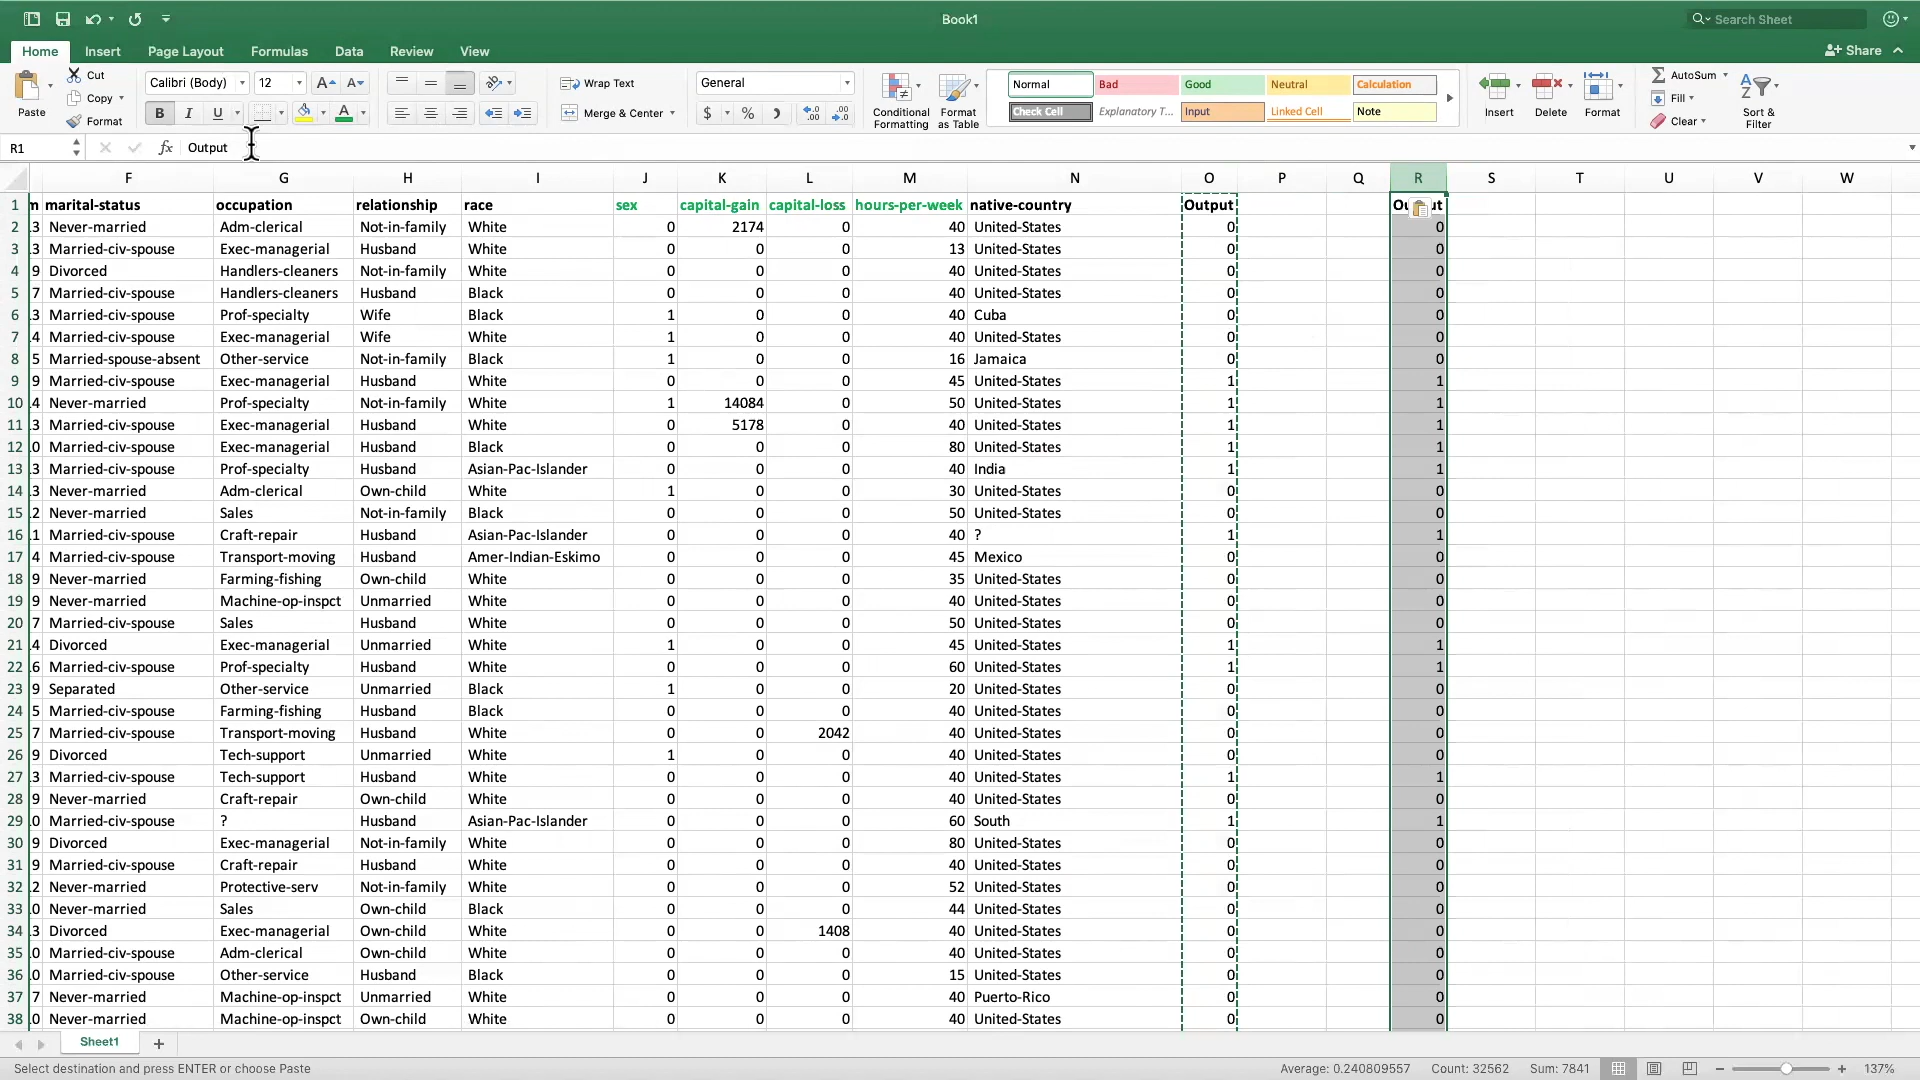 Book1
Search Sheet
Home Insert Page Layout Formulas Data Review View
Share
Paste
Cut
Copy
Format
Calibri (Body) 12
A A
B I U A
Wrap Text
Merge & Center
General
$ %
Conditional Formatting
Format as Table
Normal Bad Good Neutral Calculation
Check Cell Explanatory T... Input Linked Cell Note
Insert Delete Format
AutoSum
Fill
Clear
Sort & Filter
R1 fx Output
F G H I J K L M N O P Q R S T U V W
1 marital-status occupation relationship race sex capital-gain capital-loss hours-per-week native-country Output
2 3 Never-married Adm-clerical Not-in-family White 0 2174 0 40 United-States 0 0
3 3 Married-civ-spouse Exec-managerial Husband White 0 0 0 13 United-States 0 0
4 9 Divorced Handlers-cleaners Not-in-family White 0 0 0 40 United-States 0 0
5 7 Married-civ-spouse Handlers-cleaners Husband Black 0 0 0 40 United-States 0 0
6 3 Married-civ-spouse Prof-specialty Wife Black 1 0 0 40 Cuba 0 0
7 4 Married-civ-spouse Exec-managerial Wife White 1 0 0 40 United-States 0 0
8 5 Married-spouse-absent Other-service Not-in-family Black 1 0 0 16 Jamaica 0 0
9 9 Married-civ-spouse Exec-managerial Husband White 0 0 0 45 United-States 1 1
10 4 Never-married Prof-specialty Not-in-family White 1 14084 0 50 United-States 1 1
11 3 Married-civ-spouse Exec-managerial Husband White 0 5178 0 40 United-States 1 1
12 0 Married-civ-spouse Exec-managerial Husband Black 0 0 0 80 United-States 1 1
13 3 Married-civ-spouse Prof-specialty Husband Asian-Pac-Islander 0 0 0 40 India 1 1
14 3 Never-married Adm-clerical Own-child White 1 0 0 30 United-States 0 0
15 2 Never-married Sales Not-in-family Black 0 0 0 50 United-States 0 0
16 1 Married-civ-spouse Craft-repair Husband Asian-Pac-Islander 0 0 0 40 ? 1 1
17 4 Married-civ-spouse Transport-moving Husband Amer-Indian-Eskimo 0 0 0 45 Mexico 0 0
18 9 Never-married Farming-fishing Own-child White 0 0 0 35 United-States 0 0
19 9 Never-married Machine-op-inspct Unmarried White 0 0 0 40 United-States 0 0
20 7 Married-civ-spouse Sales Husband White 0 0 0 50 United-States 0 0
21 4 Divorced Exec-managerial Unmarried White 1 0 0 45 United-States 1 1
22 6 Married-civ-spouse Prof-specialty Husband White 0 0 0 60 United-States 1 1
23 9 Separated Other-service Unmarried Black 1 0 0 20 United-States 0 0
24 5 Married-civ-spouse Farming-fishing Husband Black 0 0 0 40 United-States 0 0
25 7 Married-civ-spouse Transport-moving Husband White 0 0 2042 40 United-States 0 0
26 9 Divorced Tech-support Unmarried White 1 0 0 40 United-States 0 0
27 3 Married-civ-spouse Tech-support Husband White 0 0 0 40 United-States 1 1
28 9 Never-married Craft-repair Own-child White 0 0 0 40 United-States 0 0
29 0 Married-civ-spouse ? Husband Asian-Pac-Islander 0 0 0 60 South 1 1
30 9 Divorced Exec-managerial Not-in-family White 0 0 0 80 United-States 0 0
31 9 Married-civ-spouse Craft-repair Husband White 0 0 0 40 United-States 0 0
32 2 Never-married Protective-serv Not-in-family White 0 0 0 52 United-States 0 0
33 0 Never-married Sales Own-child Black 0 0 0 44 United-States 0 0
34 3 Divorced Exec-managerial Own-child White 0 0 1408 40 United-States 0 0
35 0 Married-civ-spouse Adm-clerical Own-child White 0 0 0 40 United-States 0 0
36 0 Married-civ-spouse Other-service Husband Black 0 0 0 15 United-States 0 0
37 7 Never-married Machine-op-inspct Unmarried White 0 0 0 40 Puerto-Rico 0 0
38 0 Never-married Machine-op-inspct Own-child White 0 0 0 40 United-States 0 0
Sheet1
Select destination and press ENTER or choose Paste Average: 0.240809557 Count: 32562 Sum: 7841 137%